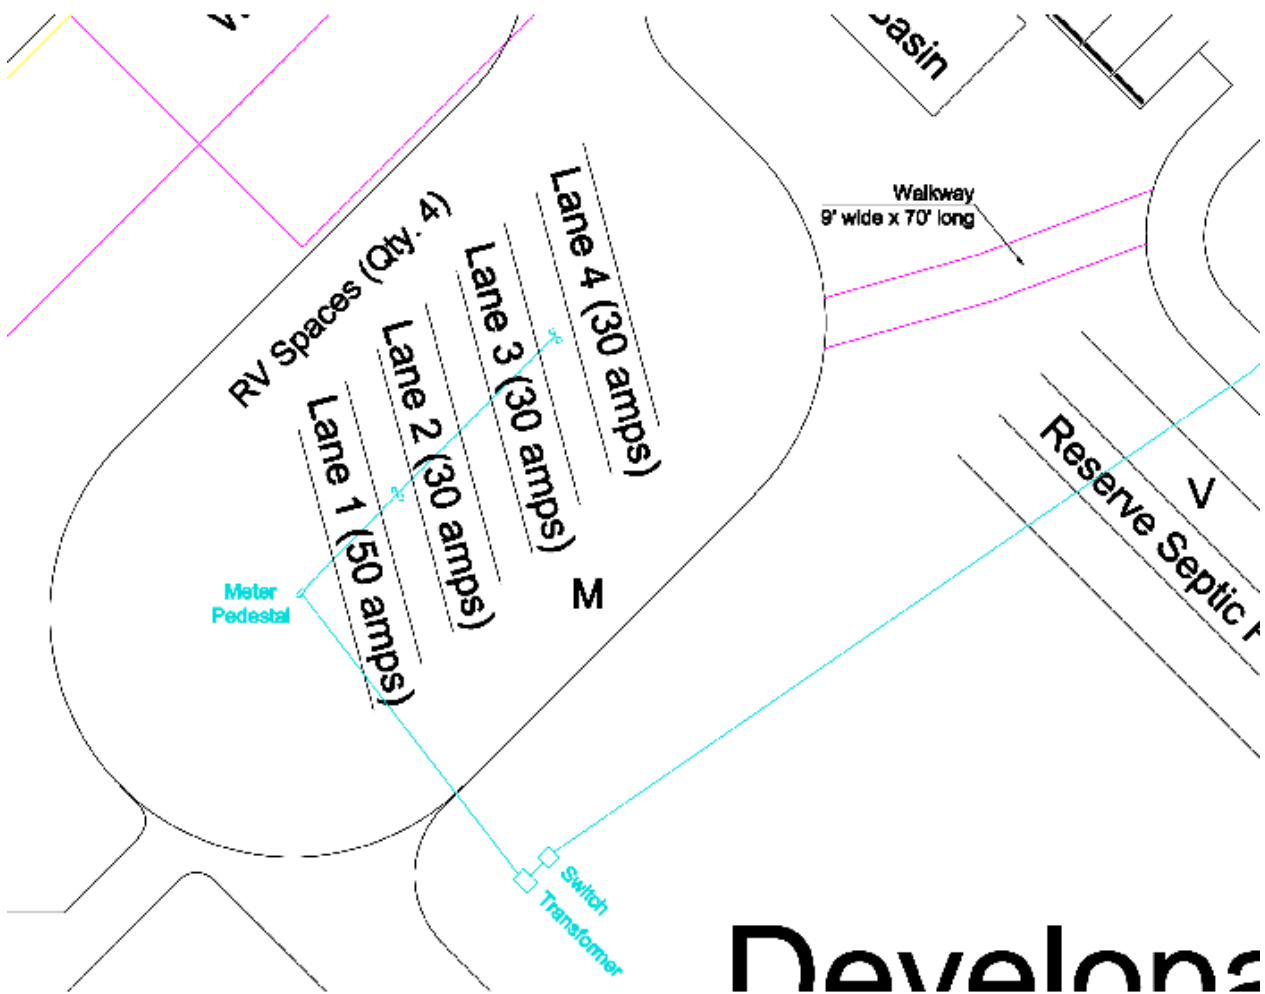 asin
Walkway
9' wide x 70' long
RV Spaces (Qty. 4)
Lane 4 (30 amps)
Lane 3 (30 amps)
Lane 2 (30 amps)
Lane 1 (50 amps)
M
V
Reserve Septic
Meter
Pedestal
Switch
Transformer